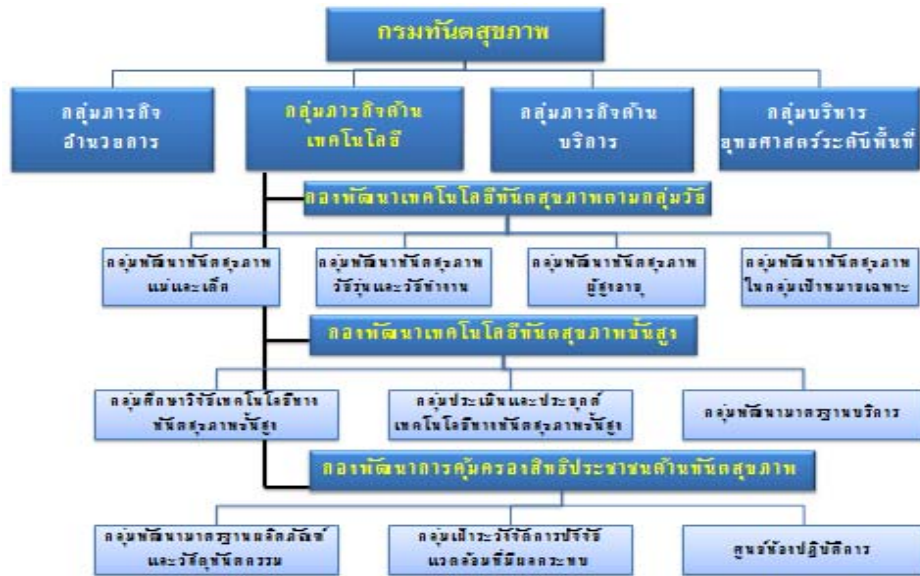 กรมทันตสุขภาพ
กลุ่มภารกิจ
อำนวยการ
กลุ่มภารกิจด้าน
เทคโนโลยี
กลุ่มภารกิจด้าน
บริการ
กลุ่มบริหาร
ยุทธศาสตร์ระดับพื้นที่
กองพัฒนาเทคโนโลยีทันตสุขภาพตามกลุ่มวัย
กลุ่มพัฒนาทันตสุขภาพ
แม่และเด็ก
กลุ่มพัฒนาทันตสุขภาพ
วัยรุ่นและวัยทำงาน
กลุ่มพัฒนาทันตสุขภาพ
ผู้สูงอายุ
กลุ่มพัฒนาทันตสุขภาพ
ในกลุ่มเป้าหมายเฉพาะ
กองพัฒนาเทคโนโลยีทันตสุขภาพขั้นสูง
กลุ่มศึกษาวิจัยเทคโนโลยีทาง
ทันตสุขภาพขั้นสูง
กลุ่มประเมินและประยุกต์
เทคโนโลยีทางทันตสุขภาพขั้นสูง
กลุ่มพัฒนามาตรฐานบริการ
กองพัฒนาการคุ้มครองสิทธิประชาชนด้านทันตสุขภาพ
กลุ่มพัฒนามาตรฐานผลิตภัณฑ์
และวัสดุทันตกรรม
กลุ่มเฝ้าระวังจัดการปัจจัย
แวดล้อมที่มีผลกระทบ
ศูนย์ห้องปฏิบัติการ